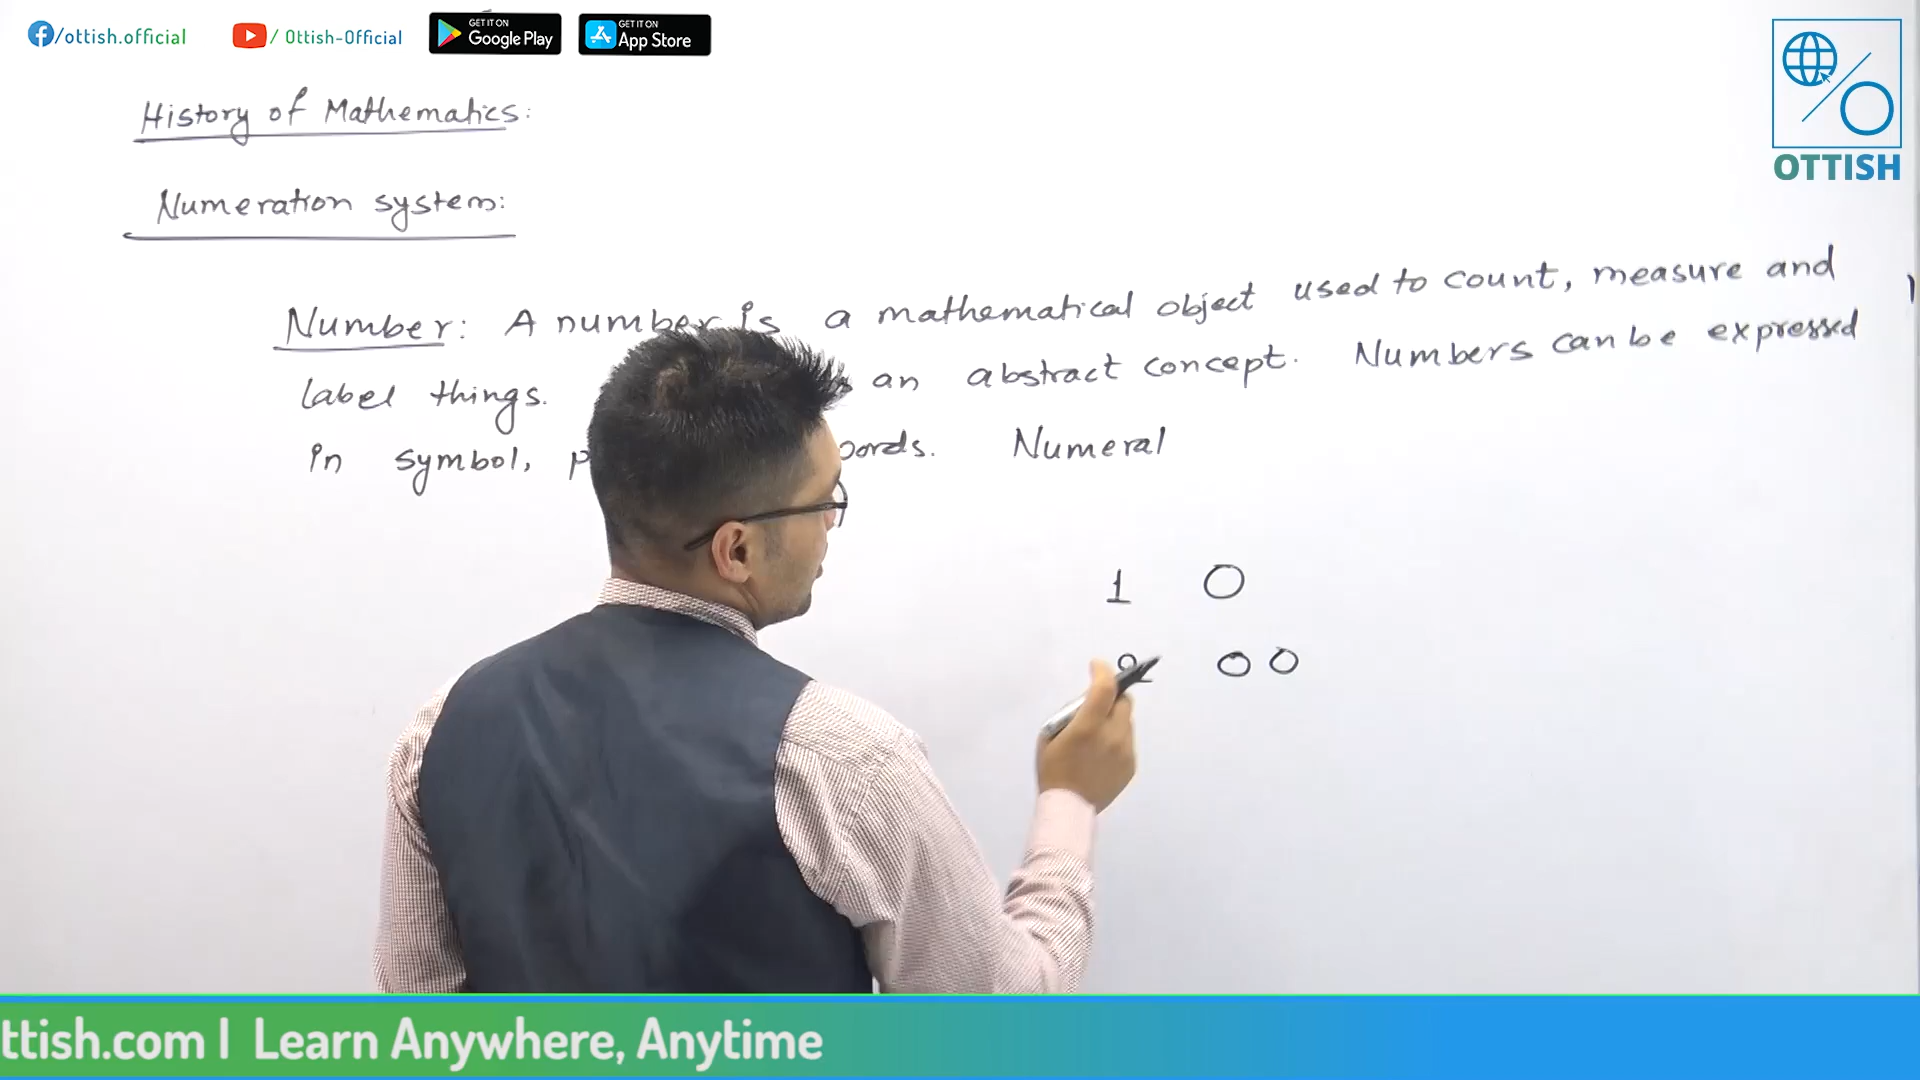 /ottish.official / Ottish-Official GET IT ON Google Play GET IT ON App Store
OTTISH
History of Mathematics:
Numeration system:
Number: A number is a mathematical object used to count, measure and
label things. an abstract concept. Numbers can be expressed
in symbol, Numeral
1 O
2 O O
ttish.com | Learn Anywhere, Anytime